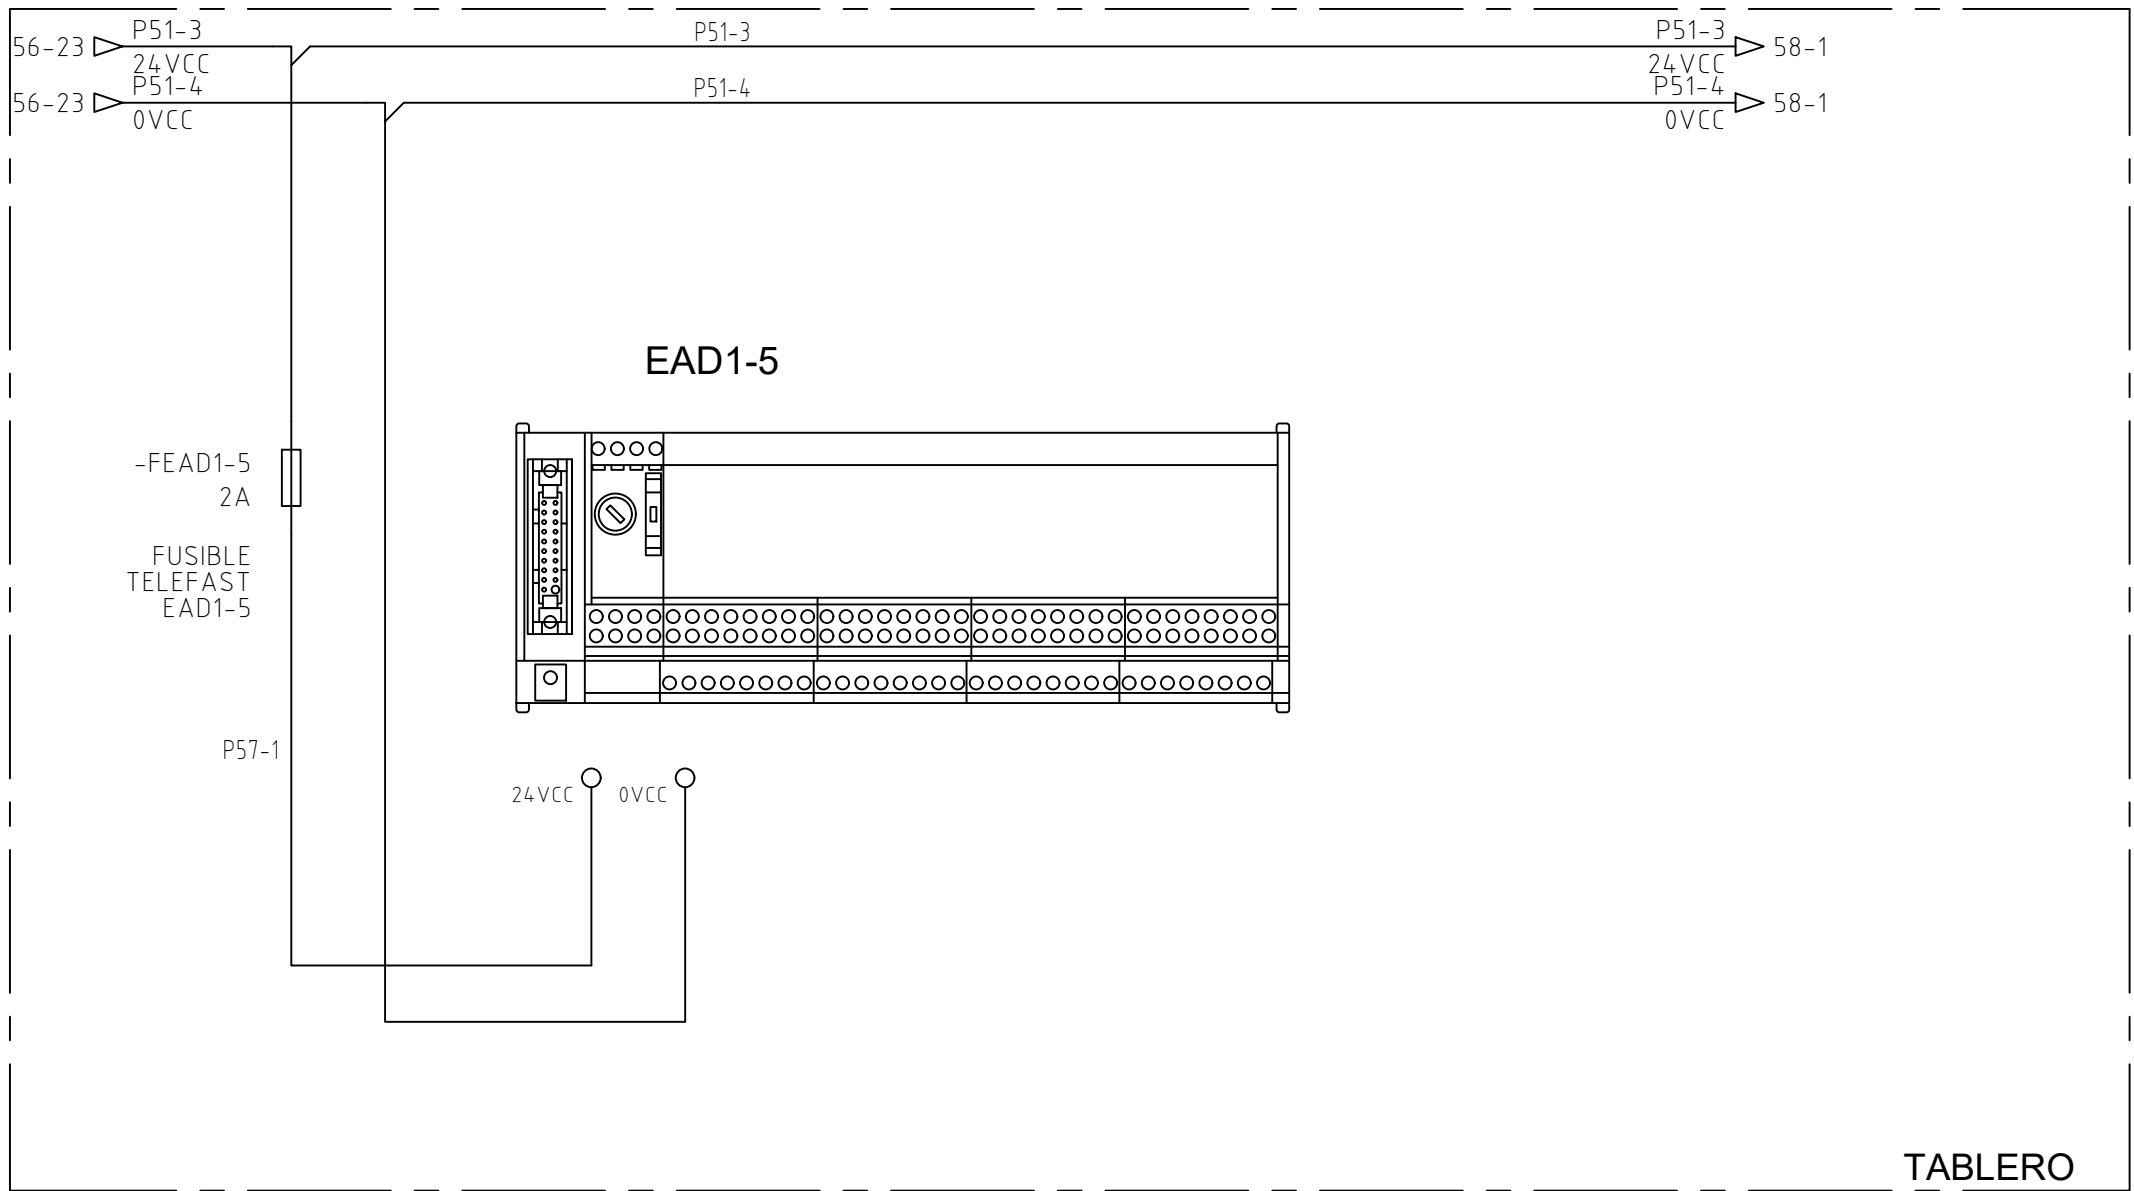 56-23
P51-3
24VCC
P51-3
P51-3
24VCC
58-1
56-23
P51-4
0VCC
P51-4
P51-4
0VCC
58-1
EAD1-5
-FEAD1-5
2A
FUSIBLE
TELEFAST
EAD1-5
P57-1
24VCC
0VCC
TABLERO